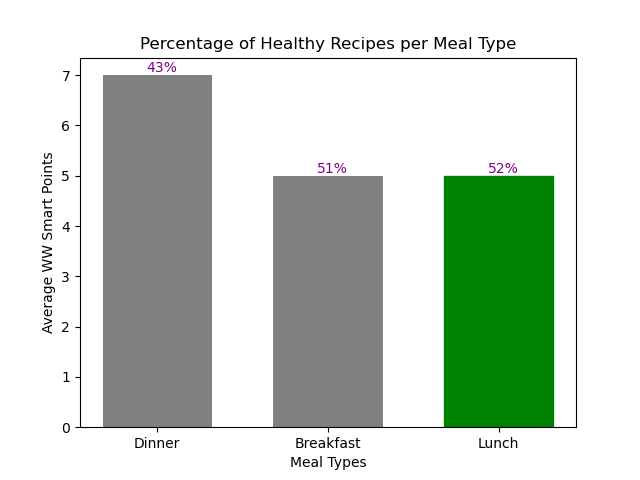 Percentage of Healthy Recipes per Meal Type
43%
51%
52%
7
6
5
4
3
2
1
0
Average WW Smart Points
Dinner Breakfast Lunch
Meal Types